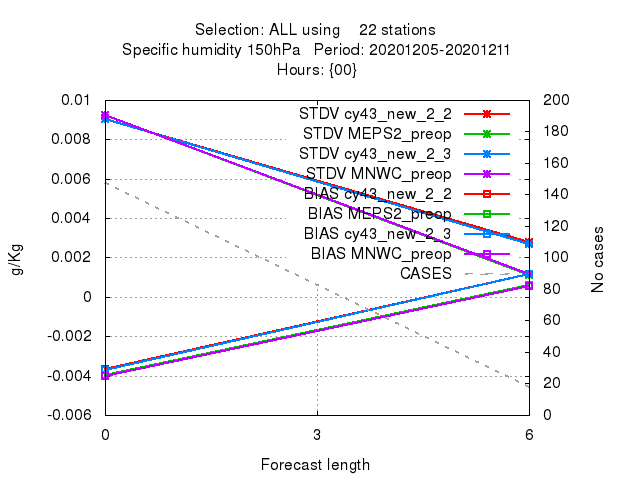 Selection: ALL using 22 stations
Specific humidity 150hPa Period: 20201205-20201211
Hours: {00}
0.01
0.008
0.006
0.004
0.002
0
-0.002
-0.004
-0.006
g/Kg
STDV cy43_new_2_2
STDV MEPS2_preop
STDV cy43_new_2_3
STDV MNWC_preop
BIAS cy43_new_2_2
BIAS MEPS2_preop
BIAS cy43_new_2_3
BIAS MNWC_preop
CASES
200
180
160
140
120
100
80
60
40
20
0
No cases
0 3 6
Forecast length